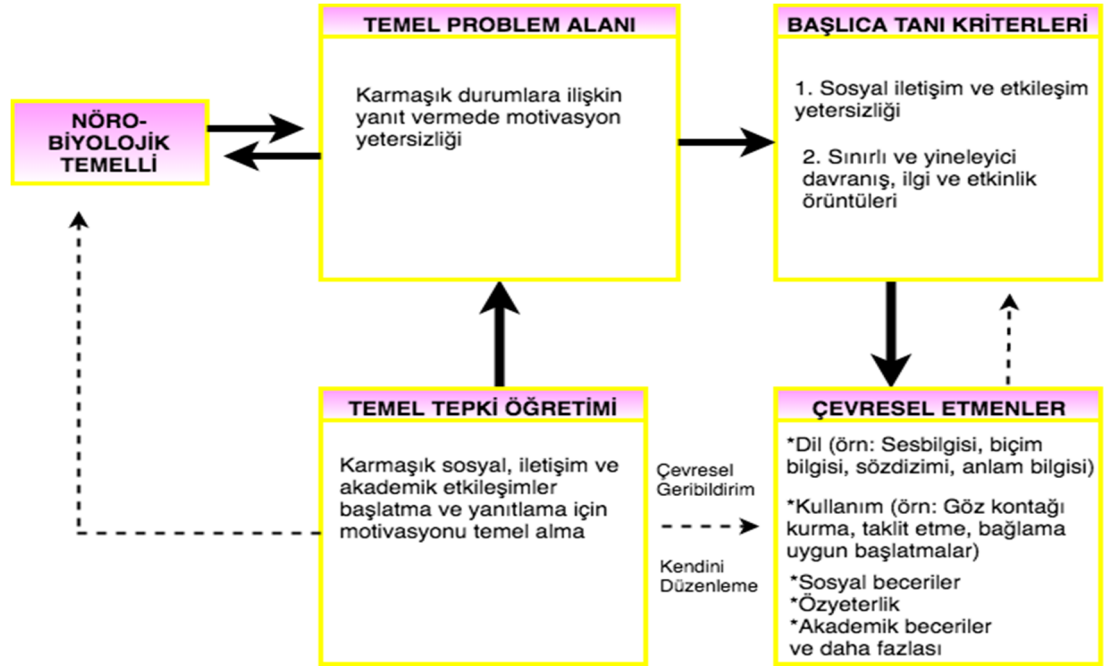 NÖRO-
BİYOLOJİK
TEMELLİ
TEMEL PROBLEM ALANI
Karmaşık durumlara ilişkin
yanıt vermede motivasyon
yetersizliği
BAŞLICA TANI KRİTERLERİ
1. Sosyal iletişim ve etkileşim
yetersizliği
2. Sınırlı ve yineleyici
davranış, ilgi ve etkinlik
örüntüleri
TEMEL TEPKİ ÖĞRETİMİ
Karmaşık sosyal, iletişim ve
akademik etkileşimler
başlatma ve yanıtlama için
motivasyonu temel alma
Çevresel
Geribildirim
Kendini
Düzenleme
ÇEVRESEL ETMENLER
*Dil (örn: Sesbilgisi, biçim
bilgisi, sözdizimi, anlam bilgisi)
*Kullanım (örn: Göz kontağı
kurma, taklit etme, bağlama
uygun başlatmalar)
*Sosyal beceriler
*Özyeterlik
*Akademik beceriler
ve daha fazlası